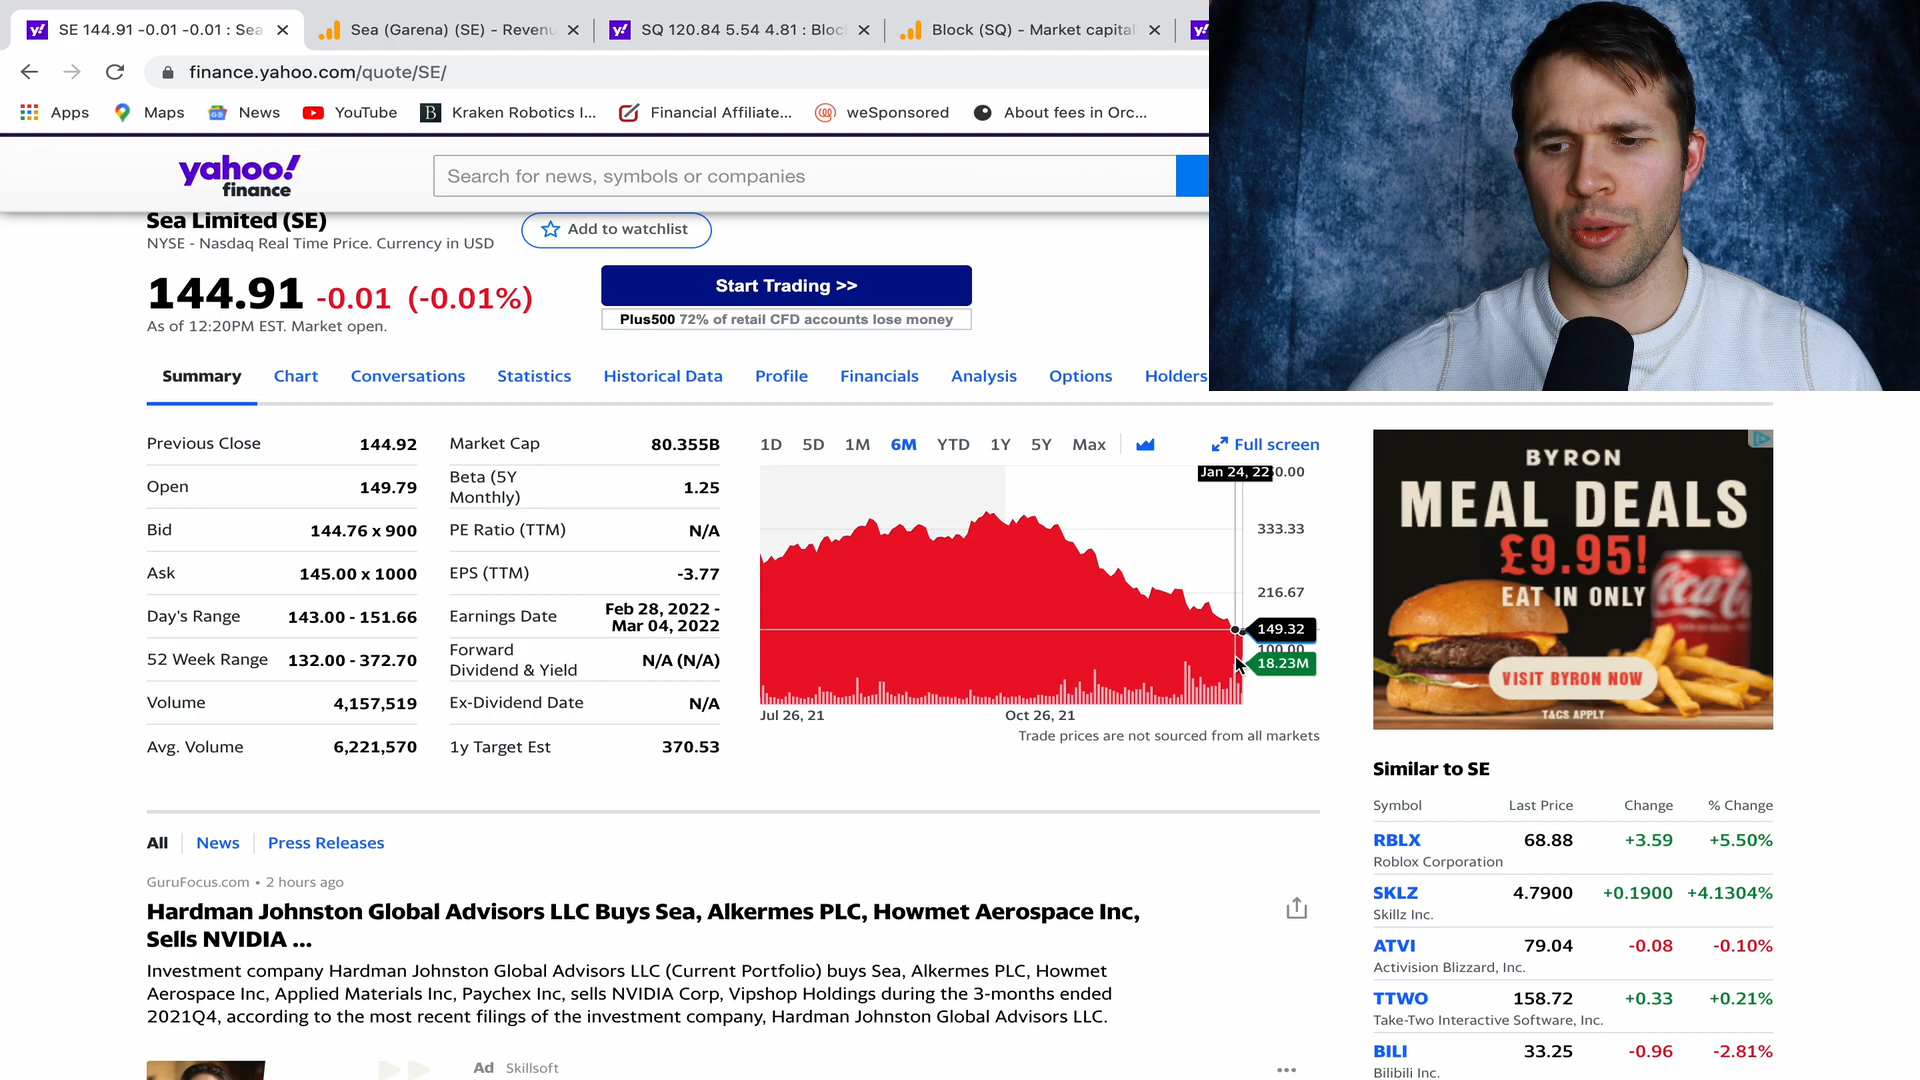 SE 144.91 -0.01 -0.01 : Sea
Sea (Garena) (SE) - Revenu
SQ 120.84 5.54 4.81 : Bloc
Block (SQ) - Market capital
finance.yahoo.com/quote/SE/
Apps
Maps
News
YouTube
Kraken Robotics I...
Financial Affiliate...
weSponsored
About fees in Orc...
yahoo!
finance
Search for news, symbols or companies
Sea Limited (SE)
NYSE - Nasdaq Real Time Price. Currency in USD
Add to watchlist
144.91 -0.01 (-0.01%)
As of 12:20PM EST. Market open.
Start Trading >>
Plus500 72% of retail CFD accounts lose money
Summary Chart Conversations Statistics Historical Data Profile Financials Analysis Options Holders
Previous Close 144.92
Open 149.79
Bid 144.76 x 900
Ask 145.00 x 1000
Day's Range 143.00 - 151.66
52 Week Range 132.00 - 372.70
Volume 4,157,519
Avg. Volume 6,221,570
Market Cap 80.355B
Beta (5Y
Monthly) 1.25
PE Ratio (TTM) N/A
EPS (TTM) -3.77
Earnings Date Feb 28, 2022 -
Mar 04, 2022
Forward
Dividend & Yield N/A (N/A)
Ex-Dividend Date N/A
1y Target Est 370.53
1D 5D 1M 6M YTD 1Y 5Y Max
Full screen
Jan 24, 22
0.00
333.33
216.67
149.32
100.00
18.23M
Jul 26, 21
Oct 26, 21
Trade prices are not sourced from all markets
BYRON
MEAL DEALS
£9.95!
EAT IN ONLY
Coca
VISIT BYRON NOW
T&CS APPLY
All
News
Press Releases
GuruFocus.com • 2 hours ago
Hardman Johnston Global Advisors LLC Buys Sea, Alkermes PLC, Howmet Aerospace Inc,
Sells NVIDIA ...
Investment company Hardman Johnston Global Advisors LLC (Current Portfolio) buys Sea, Alkermes PLC, Howmet
Aerospace Inc, Applied Materials Inc, Paychex Inc, sells NVIDIA Corp, Vipshop Holdings during the 3-months ended
2021Q4, according to the most recent filings of the investment company, Hardman Johnston Global Advisors LLC.
Ad Skillsoft
Similar to SE
Symbol Last Price Change % Change
RBLX 68.88 +3.59 +5.50%
Roblox Corporation
SKLZ 4.7900 +0.1900 +4.1304%
Skillz Inc.
ATVI 79.04 -0.08 -0.10%
Activision Blizzard, Inc.
TTWO 158.72 +0.33 +0.21%
Take-Two Interactive Software, Inc.
BILI 33.25 -0.96 -2.81%
Bilibili Inc.